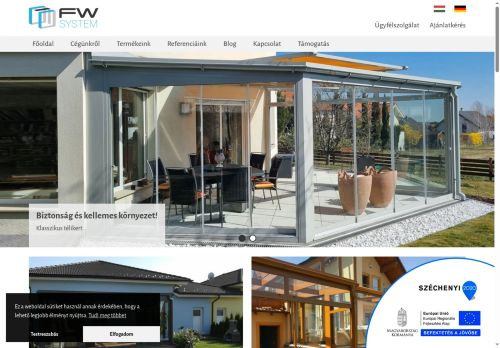 FW
SYSTEM
Ügyfélszolgálat
Ajánlatkérés
Főoldal
Cégünkről
Termékeink
Referenciáink
Blog
Kapcsolat
Támogatás
Biztonság és kellemes környezet!
Klasszikus télikert
Ez a weboldal sütiket használ annak érdekében, hogy a
lehető legjobb élményt nyújtsa. Tudj meg többet
Testreszabás
Elfogadom
SZÉCHENYI 2020
MAGYARORSZÁG
KORMÁNYA
Európai Unió
Európai Regionális
Fejlesztési Alap
BEFEKTETÉS A JÖVŐBE